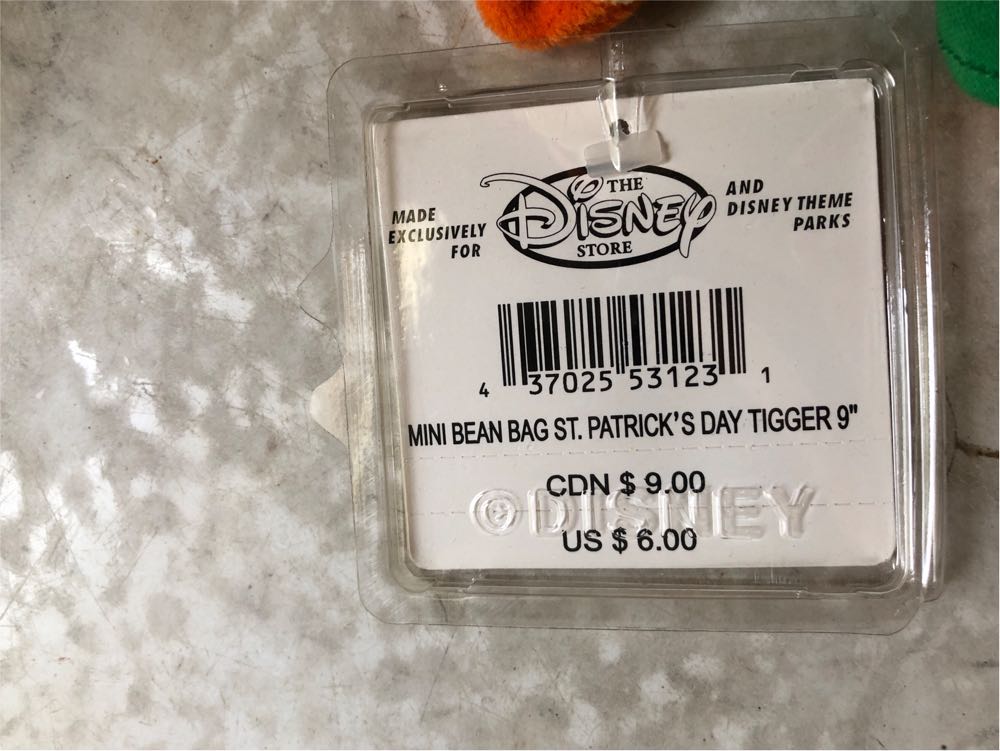 MADE
EXCLUSIVELY
FOR
THE
DISNEY
STORE
AND
DISNEY THEME
PARKS
4 37025 53123 1
MINI BEAN BAG ST. PATRICK'S DAY TIGGER 9"
CDN $ 9.00
©DISNEY
US $ 6.00